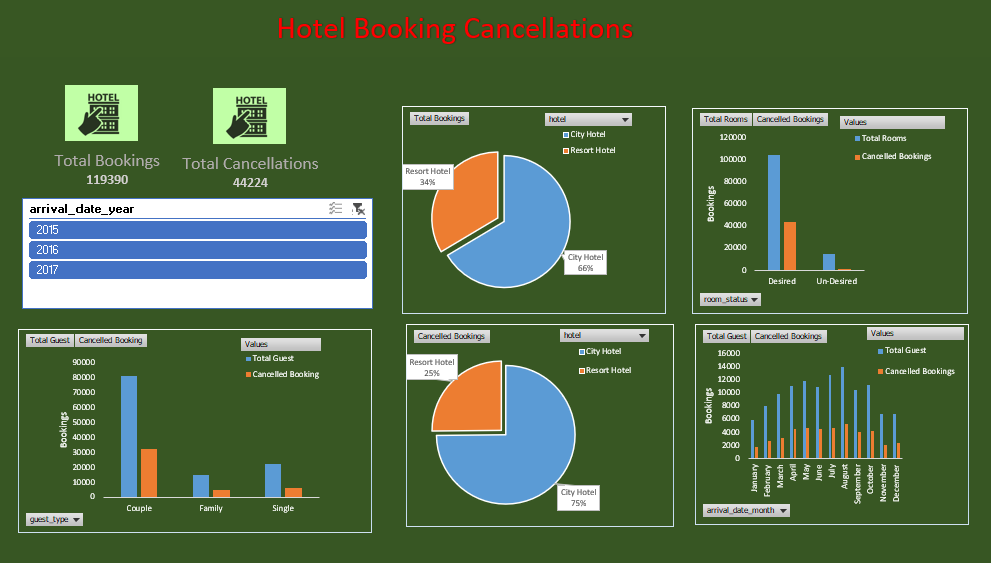 Hotel Booking Cancellations
HOTEL
HOTEL
Total Bookings
119390
Total Cancellations
44224
arrival_date_year
2015
2016
2017
Total Bookings
hotel
City Hotel
Resort Hotel
Resort Hotel
34%
City Hotel
66%
Total Rooms Cancelled Bookings
Values
Total Rooms
Cancelled Bookings
Bookings
120000
100000
80000
60000
40000
20000
0
Desired Un-Desired
room_status
Total Guest Cancelled Booking
Values
Total Guest
Cancelled Booking
Bookings
90000
80000
70000
60000
50000
40000
30000
20000
10000
0
Couple Family Single
guest_type
Cancelled Bookings
hotel
City Hotel
Resort Hotel
Resort Hotel
25%
City Hotel
75%
Total Guest Cancelled Bookings
Values
Total Guest
Cancelled Bookings
Bookings
16000
14000
12000
10000
8000
6000
4000
2000
0
January
February
March
April
May
June
July
August
September
October
November
December
arrival_date_month